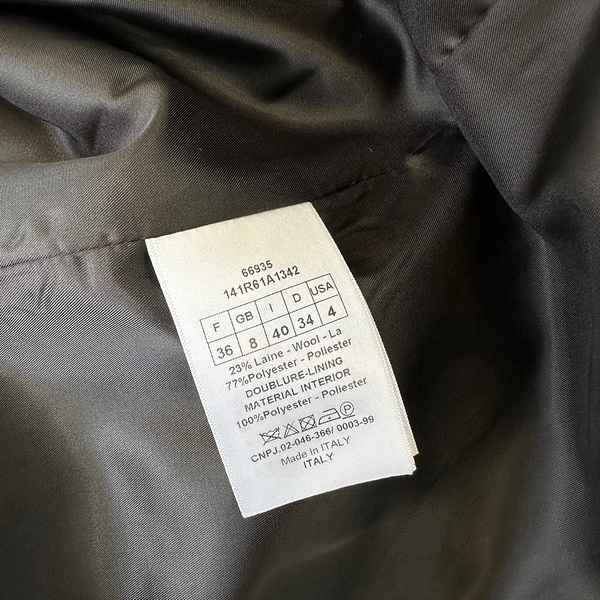 66935
141R61A1342
F GB I D USA
36 8 40 34 4
23% Laine - Wool - La
77%Polyester - Poliester
DOUBLURE-LINING
MATERIAL INTERIOR
100%Polyester - Poliester
P
CNPJ.02-046-366/ 0003-99
Made In ITALY
ITALY